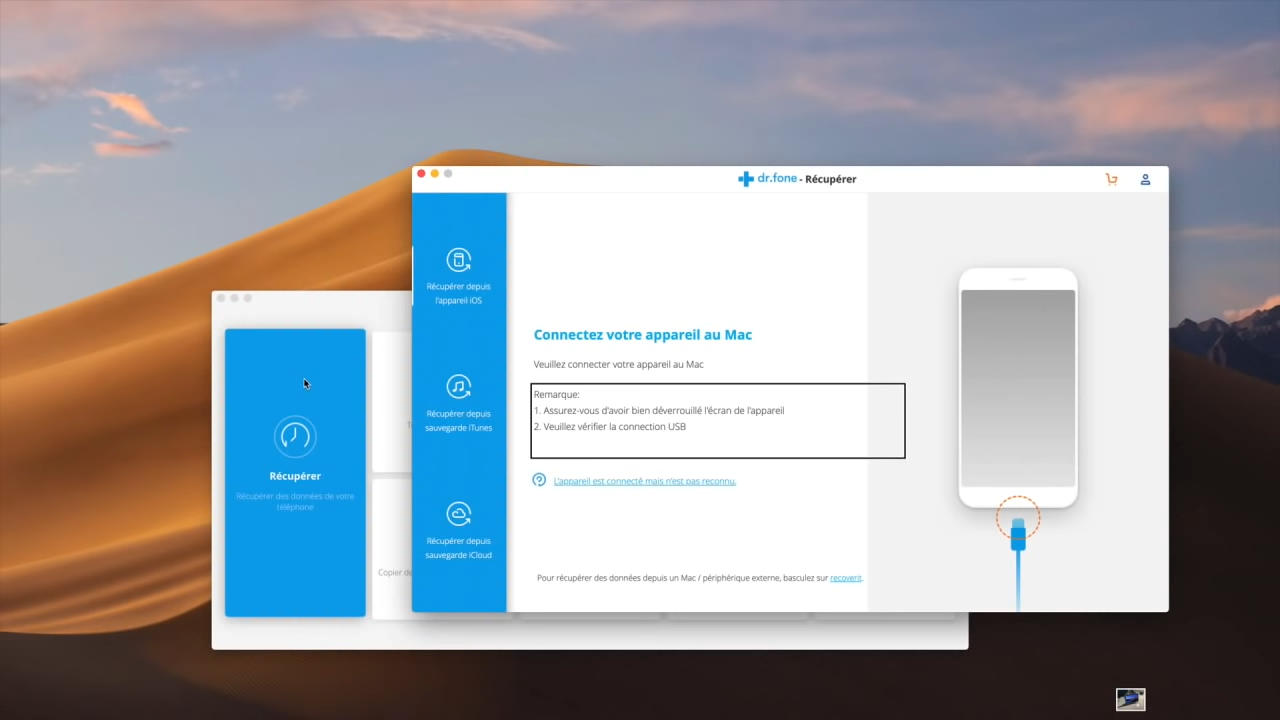 dr.fone - Récupérer
Récupérer depuis
l'appareil iOS
Récupérer depuis
sauvegarde iTunes
Récupérer depuis
sauvegarde iCloud
Connectez votre appareil au Mac
Veuillez connecter votre appareil au Mac
Remarque:
1. Assurez-vous d'avoir bien déverrouillé l'écran de l'appareil
2. Veuillez vérifier la connection USB
L'appareil est connecté mais n'est pas reconnu.
Pour récupérer des données depuis un Mac / périphérique externe, basculez sur recoverit.
Récupérer
Récupérer des données de votre
téléphone
Copier